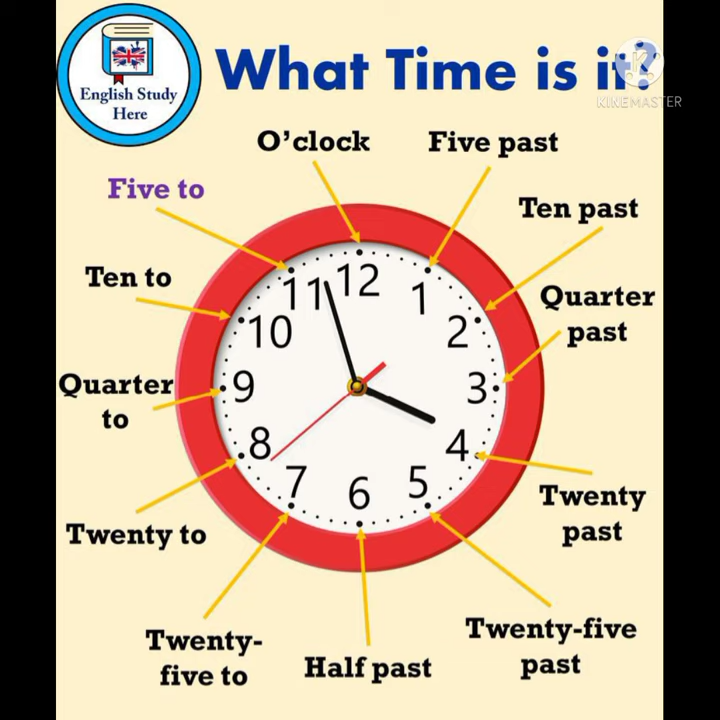 What Time is it?
KINEMASTER
English Study
Here
O’clock
Five past
Five to
Ten past
Ten to
Quarter
past
Quarter
to
Twenty
past
Twenty to
Twenty-five
past
Twenty-
five to
Half past
12
1
2
3
4
5
6
7
8
9
10
11